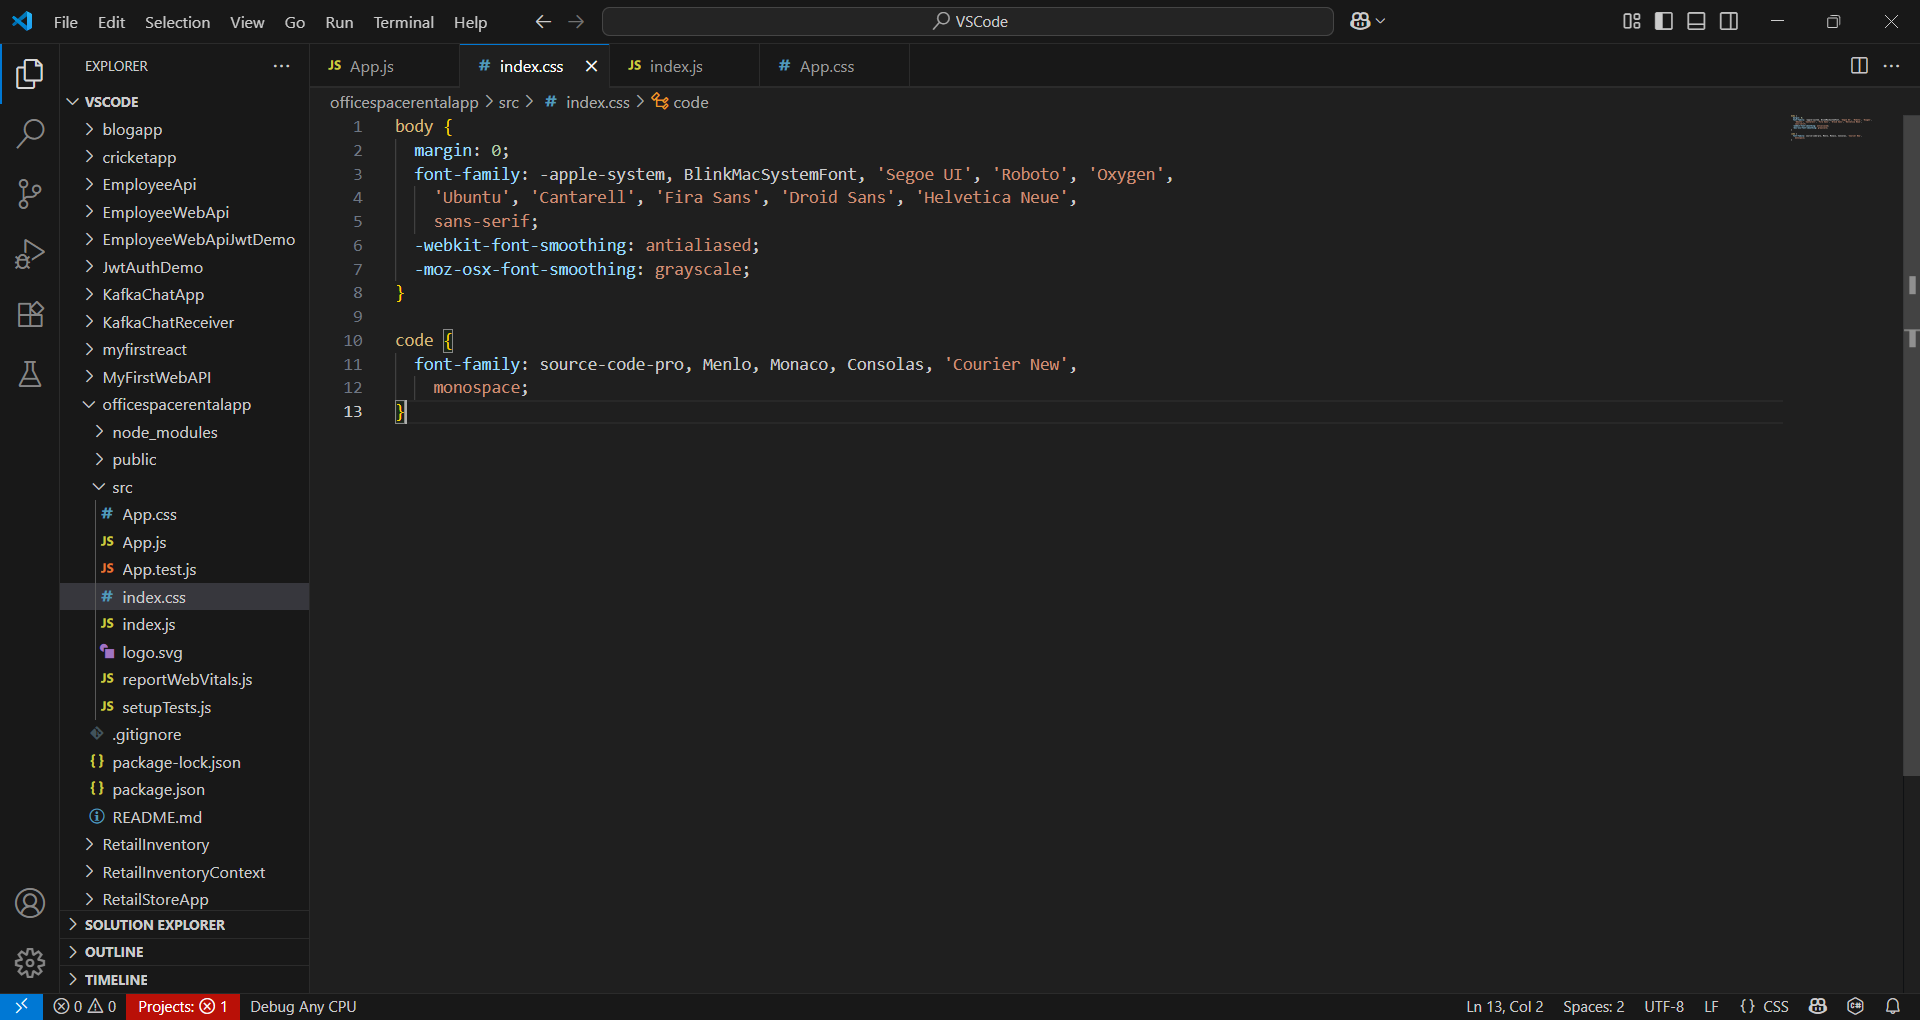 File Edit Selection View Go Run Terminal Help
VSCode
EXPLORER
VSCODE
blogapp
cricketapp
EmployeeApi
EmployeeWebApi
EmployeeWebApiJwtDemo
JwtAuthDemo
KafkaChatApp
KafkaChatReceiver
myfirstreact
MyFirstWebAPI
officespacerentalapp
node_modules
public
src
# App.css
JS App.js
JS App.test.js
# index.css
JS index.js
logo.svg
JS reportWebVitals.js
JS setupTests.js
.gitignore
{} package-lock.json
{} package.json
README.md
RetailInventory
RetailInventoryContext
RetailStoreApp
SOLUTION EXPLORER
OUTLINE
TIMELINE
JS App.js # index.css JS index.js # App.css
officespacerentalapp > src > # index.css > code
1 body {
2 margin: 0;
3 font-family: -apple-system, BlinkMacSystemFont, 'Segoe UI', 'Roboto', 'Oxygen',
4 'Ubuntu', 'Cantarell', 'Fira Sans', 'Droid Sans', 'Helvetica Neue',
5 sans-serif;
6 -webkit-font-smoothing: antialiased;
7 -moz-osx-font-smoothing: grayscale;
8 }
9
10 code {
11 font-family: source-code-pro, Menlo, Monaco, Consolas, 'Courier New',
12 monospace;
13 }
0 0 Projects: 1 Debug Any CPU
Ln 13, Col 2 Spaces: 2 UTF-8 LF {} CSS